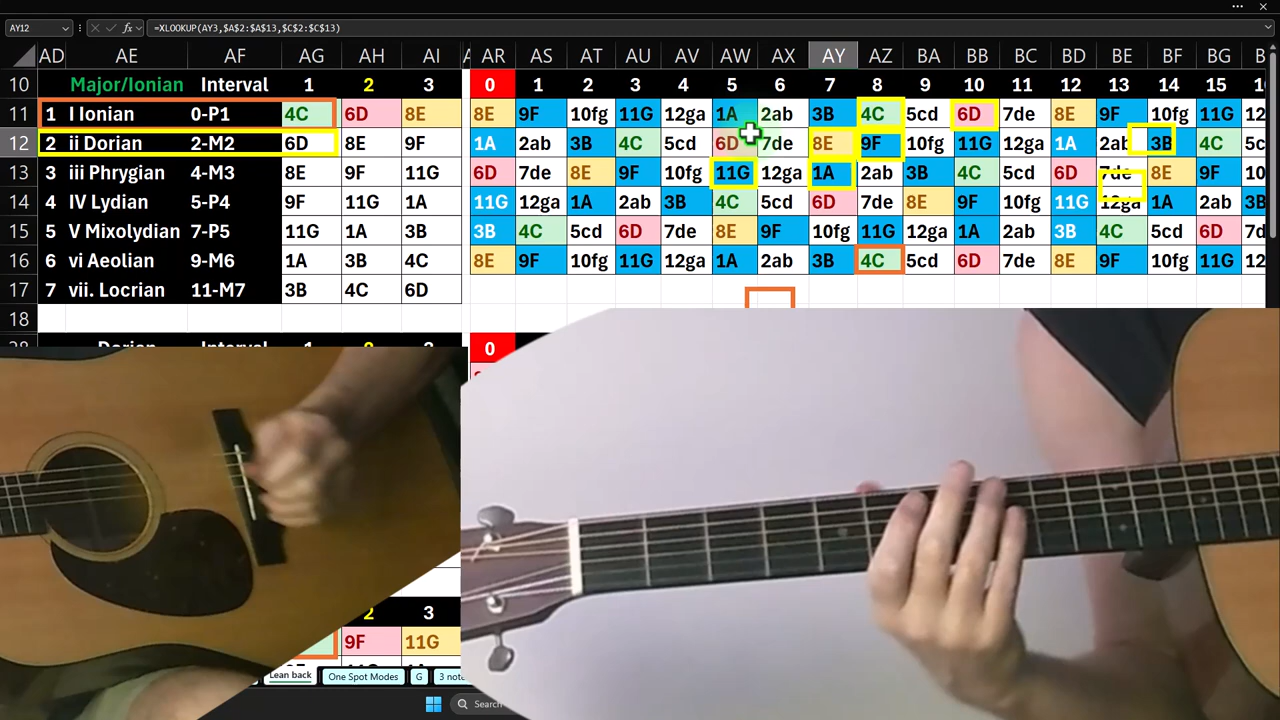 AY12 fx =XLOOKUP(AY3,$A$2:$A$13,$C$2:$C$13)
AD AE AF AG AH AI AR AS AT AU AV AW AX AY AZ BA BB BC BD BE BF BG
10 Major/Ionian Interval 1 2 3 0 1 2 3 4 5 6 7 8 9 10 11 12 13 14 15
11 1 I Ionian 0-P1 4C 6D 8E 8E 9F 10fg 11G 12ga 1A 2ab 3B 4C 5cd 6D 7de 8E 9F 10fg 11G 12
12 2 ii Dorian 2-M2 6D 8E 9F 1A 2ab 3B 4C 5cd 6D 7de 8E 9F 10fg 11G 12ga 1A 2ab 3B 4C 5c
13 3 iii Phrygian 4-M3 8E 9F 11G 6D 7de 8E 9F 10fg 11G 12ga 1A 2ab 3B 4C 5cd 6D 7de 8E 9F 10
14 4 IV Lydian 5-P4 9F 11G 1A 11G 12ga 1A 2ab 3B 4C 5cd 6D 7de 8E 9F 10fg 11G 12ga 1A 2ab 3B
15 5 V Mixolydian 7-P5 11G 1A 3B 3B 4C 5cd 6D 7de 8E 9F 10fg 11G 12ga 1A 2ab 3B 4C 5cd 6D 7d
16 6 vi Aeolian 9-M6 1A 3B 4C 8E 9F 10fg 11G 12ga 1A 2ab 3B 4C 5cd 6D 7de 8E 9F 10fg 11G 12
17 7 vii. Locrian 11-M7 3B 4C 6D
18
Dorian Interval 1 2 3 0
2 3
9F 11G
Lean back One Spot Modes G 3 note
Search